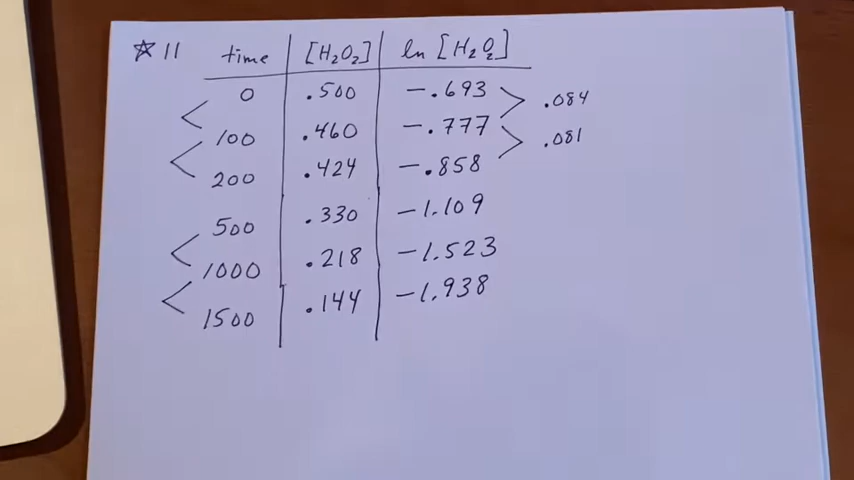 ☆ 11 time [H₂O₂] ln [H₂O₂]
0 .500 -.693
.084
100 .460 -.777
.081
200 .424 -.858
500 .330 -1.109
1000 .218 -1.523
1500 .144 -1.938